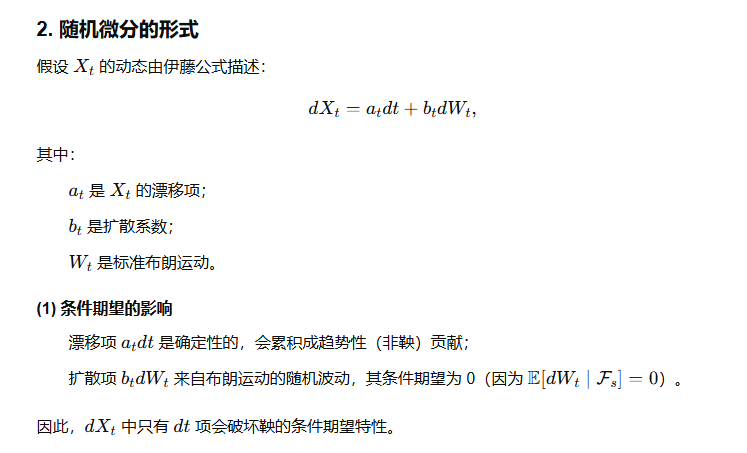 2. 随机微分的形式
假设 X_t 的动态由伊藤公式描述：
dX_t = a_t dt + b_t dW_t,
其中：
a_t 是 X_t 的漂移项；
b_t 是扩散系数；
W_t 是标准布朗运动。
(1) 条件期望的影响
漂移项 a_t dt 是确定性的，会累积成趋势性（非鞅）贡献；
扩散项 b_t dW_t 来自布朗运动的随机波动，其条件期望为 0（因为 𝔼[dW_t | ℱ_s] = 0）。
因此，dX_t 中只有 dt 项会破坏鞅的条件期望特性。